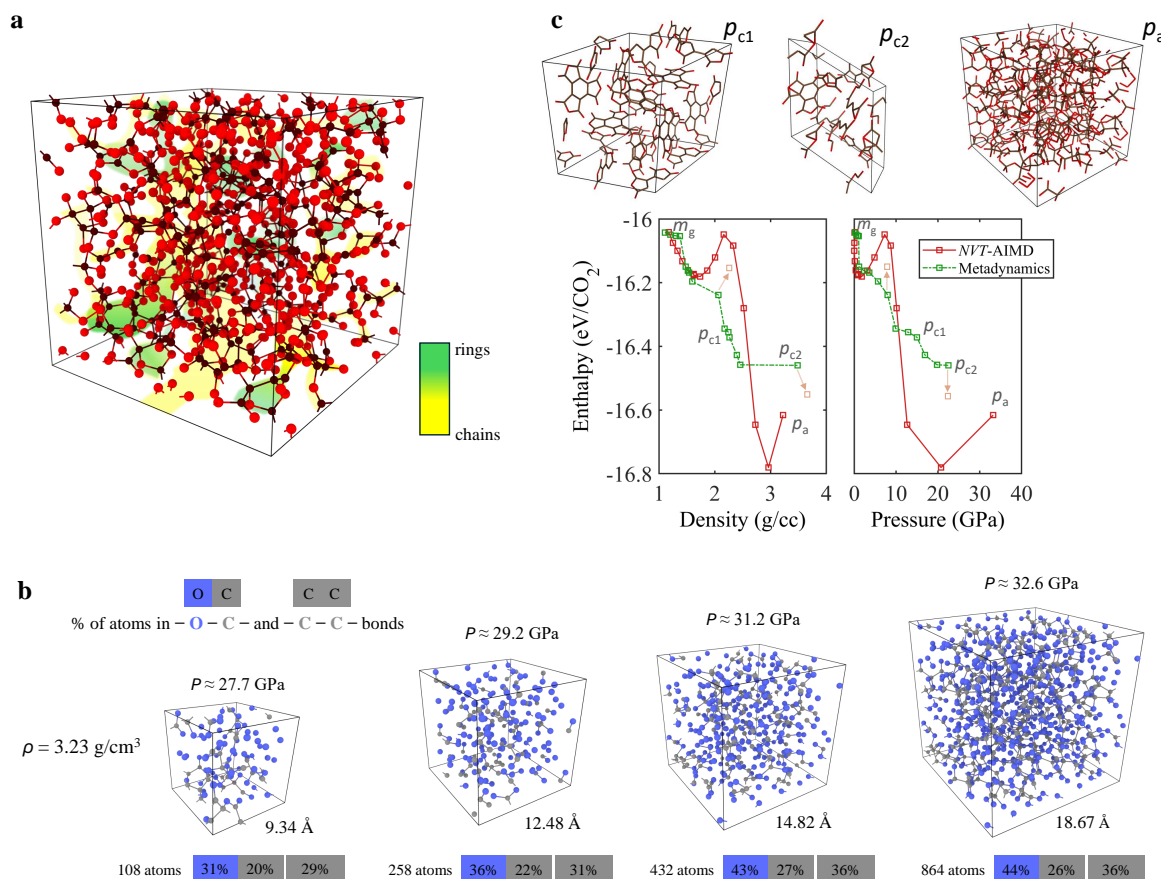 a
rings
chains
c
p_c1
p_c2
p_a
Enthalpy (eV/CO₂)
-16
-16.2
-16.4
-16.6
-16.8
m_g
p_c1
p_c2
p_a
1 2 3 4
Density (g/cc)
m_g
NVT-AIMD
Metadynamics
p_c1
p_c2
p_a
0 10 20 30 40
Pressure (GPa)
b
O C C C
% of atoms in – O – C – and – C – C – bonds
P ≈ 27.7 GPa
P ≈ 29.2 GPa
P ≈ 31.2 GPa
P ≈ 32.6 GPa
ρ = 3.23 g/cm³
9.34 Å
12.48 Å
14.82 Å
18.67 Å
108 atoms 31% 20% 29%
258 atoms 36% 22% 31%
432 atoms 43% 27% 36%
864 atoms 44% 26% 36%